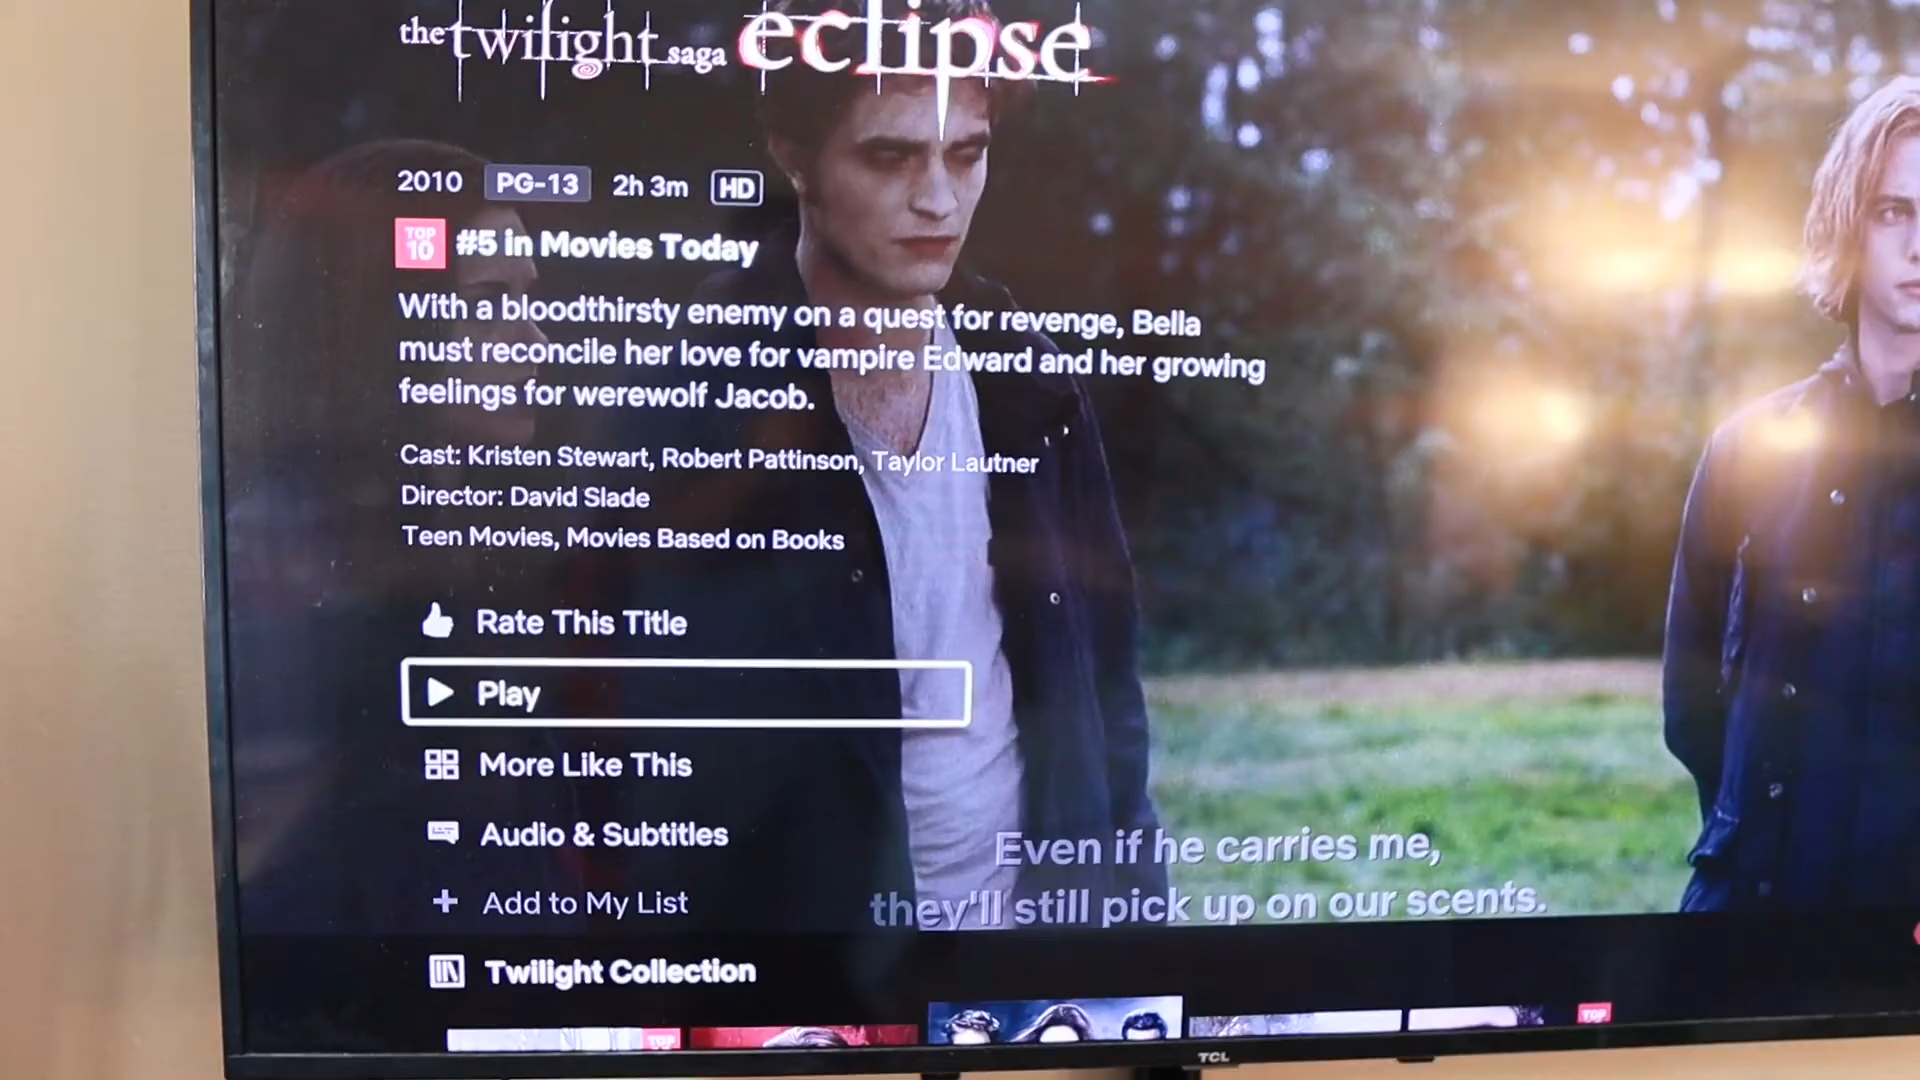 the twilight saga eclipse
2010 PG-13 2h 3m HD
TOP 10 #5 in Movies Today
With a bloodthirsty enemy on a quest for revenge, Bella
must reconcile her love for vampire Edward and her growing
feelings for werewolf Jacob.
Cast: Kristen Stewart, Robert Pattinson, Taylor Lautner
Director: David Slade
Teen Movies, Movies Based on Books
Rate This Title
Play
More Like This
Audio & Subtitles
Even if he carries me,
they'll still pick up on our scents.
Add to My List
Twilight Collection
TOP
TOP
TCL